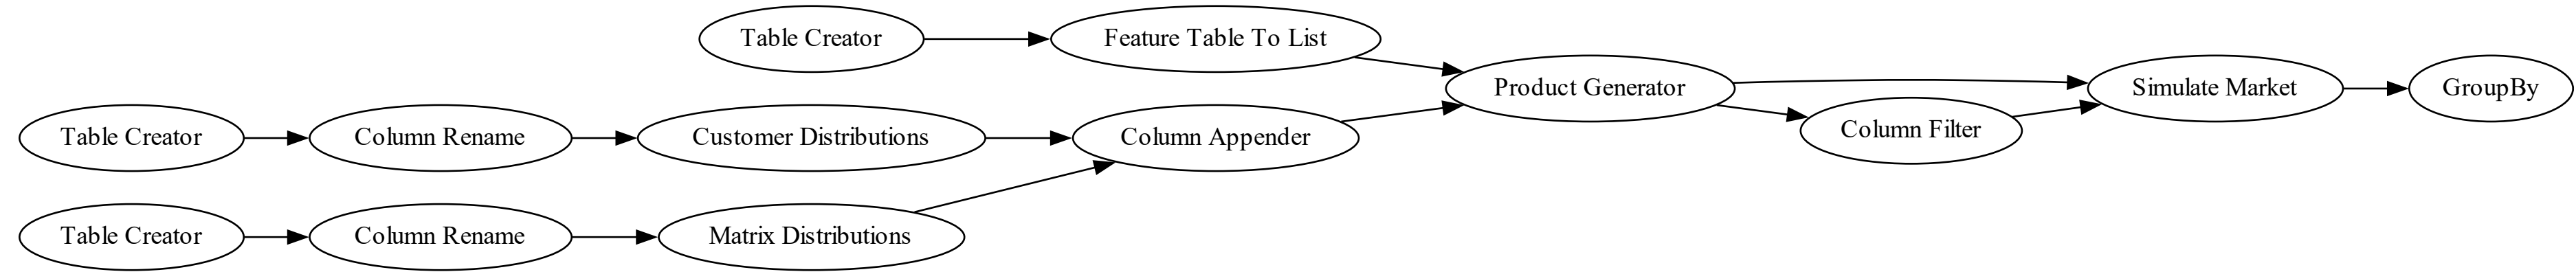 Table Creator
Feature Table To List
Product Generator
Simulate Market
GroupBy
Table Creator
Column Rename
Customer Distributions
Column Appender
Column Filter
Table Creator
Column Rename
Matrix Distributions